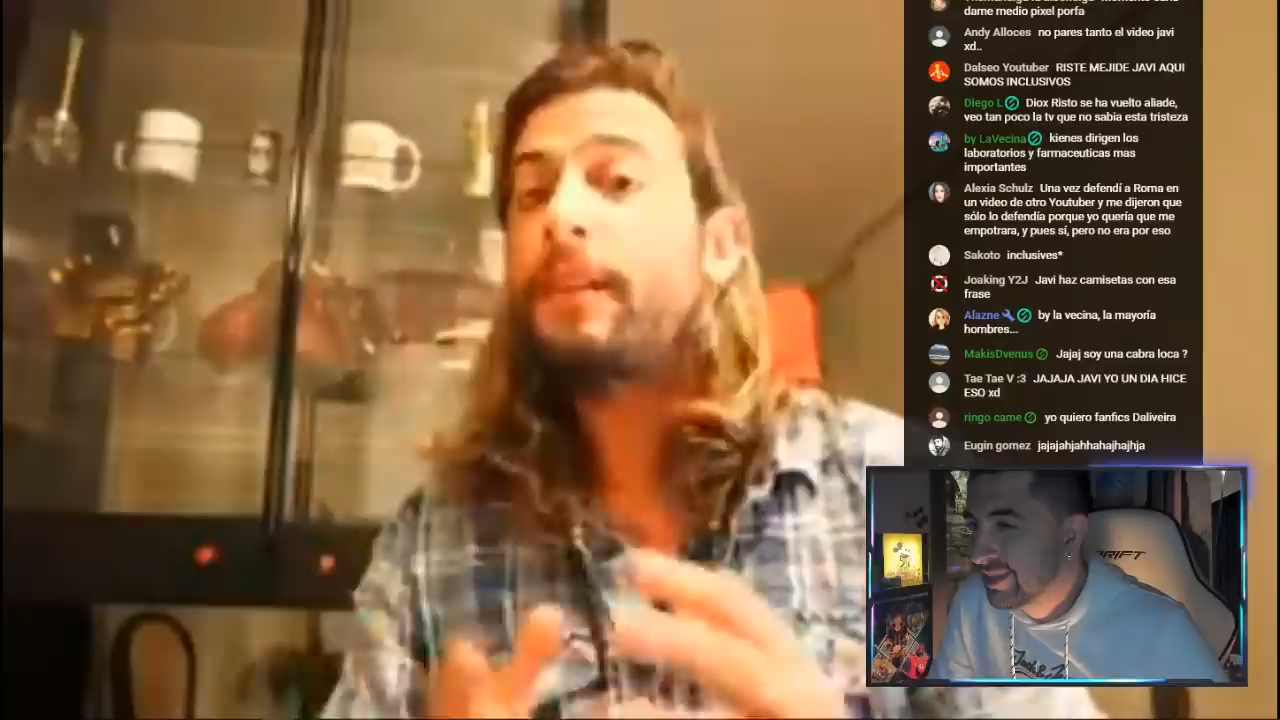 darne medio pixel porfa
Andy Alloces no pares tanto el video javi
xd..
Dalseo Youtuber RISTE MEJIDE JAVI AQUI
SOMOS INCLUSIVOS
Diego L Diox Risto se ha vuelto aliade,
veo tan poco la tv que no sabia esta tristeza
by LaVecina kienes dirigen los
laboratorios y farmaceuticas mas
importantes
Alexia Schulz Una vez defendí a Roma en
un video de otro Youtuber y me dijeron que
sólo lo defendía porque yo quería que me
empotrara, y pues sí, pero no era por eso
Sakoto inclusives*
Joaking Y2J Javi haz camisetas con esa
frase
Alazne by la vecina, la mayoría
hombres...
MakisDvenus Jajaj soy una cabra loca ?
Tae Tae V :3 JAJAJA JAVI YO UN DIA HICE
ESO xd
ringo came yo quiero fanfics Daliveira
Eugin gomez jajajahjahhahajhajhja
DRIFT